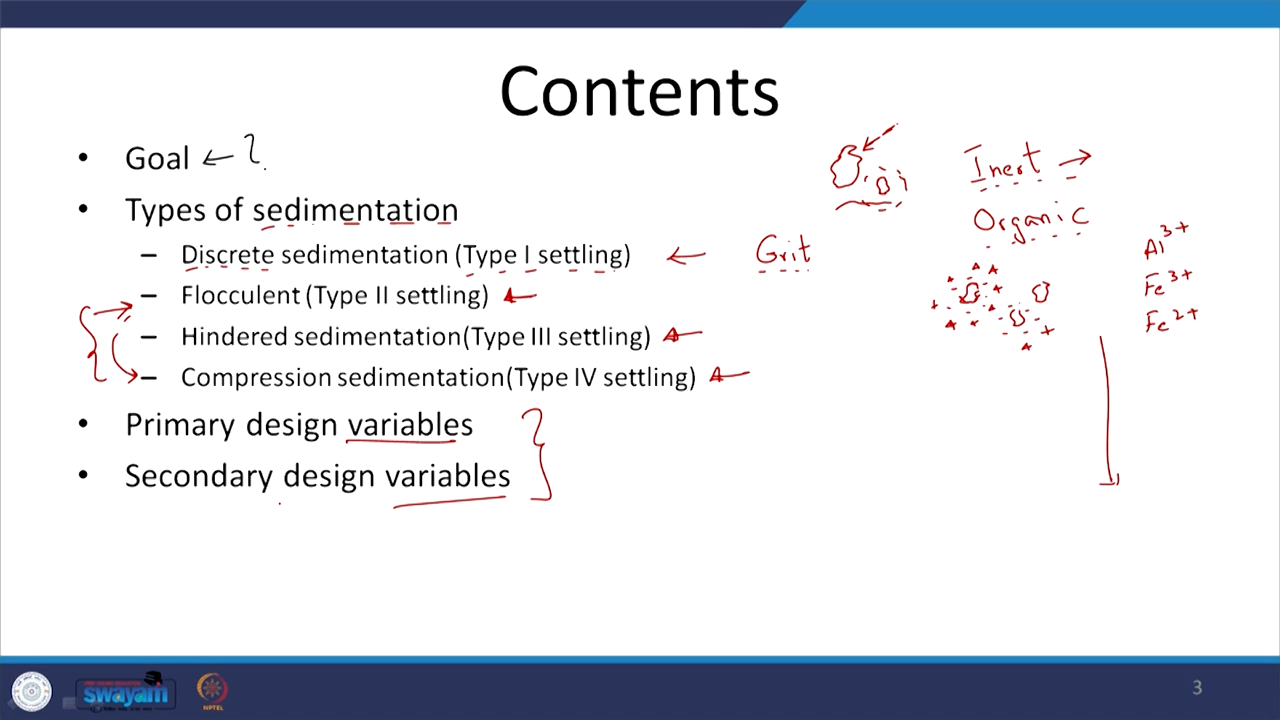 Contents
• Goal
• Types of sedimentation
– Discrete sedimentation (Type I settling)
– Flocculent (Type II settling)
– Hindered sedimentation(Type III settling)
– Compression sedimentation(Type IV settling)
• Primary design variables
• Secondary design variables
Inert
Organic
Grit
Al3+
Fe3+
Fe2+
swayam
NPTEL
3